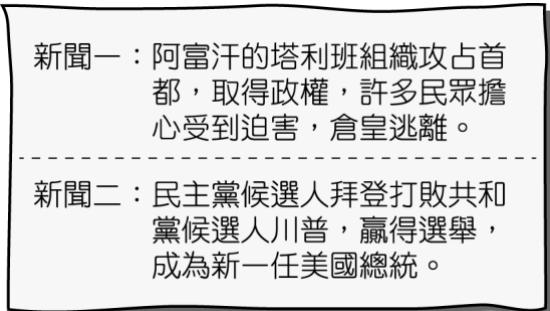 新聞一：阿富汗的塔利班組織攻占首
都，取得政權，許多民眾擔
心受到迫害，倉皇逃離。
新聞二：民主黨候選人拜登打敗共和
黨候選人川普，贏得選舉，
成為新一任美國總統。